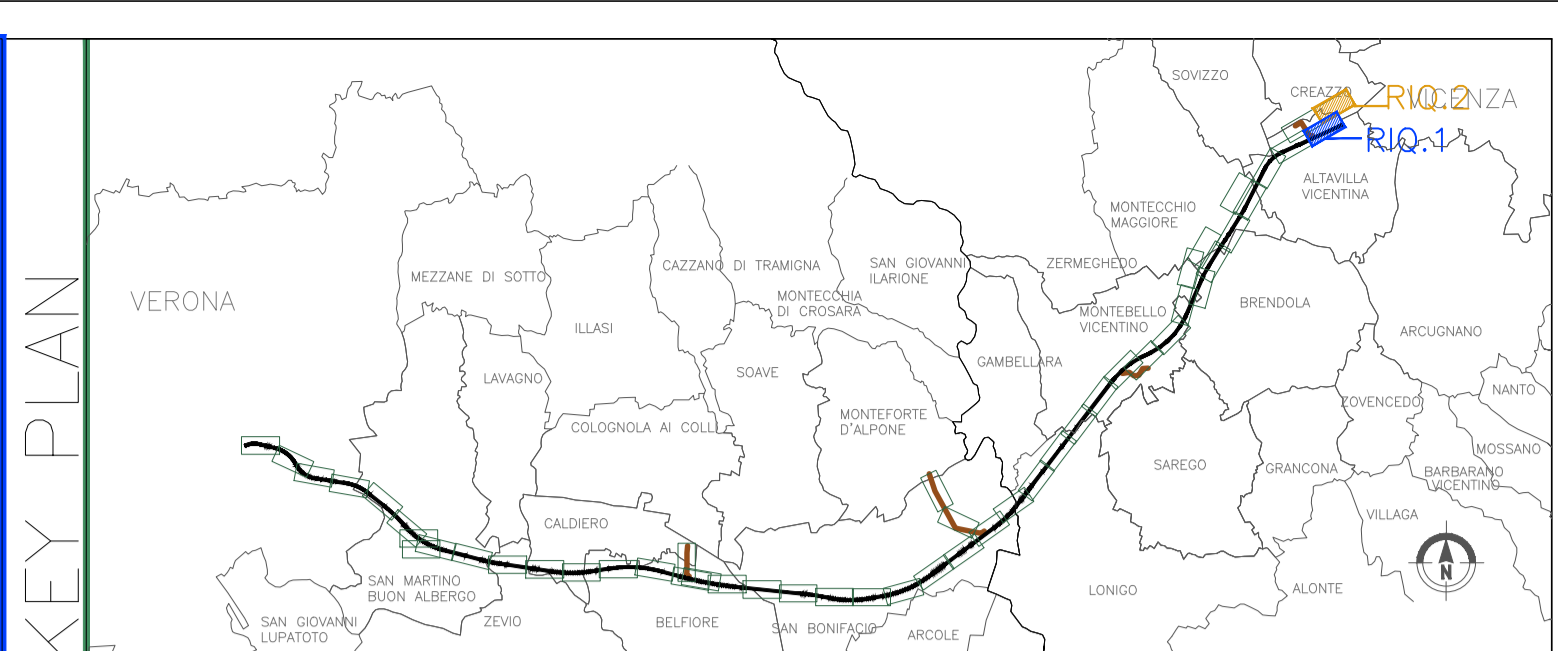 KEY PLAN
SOVIZZO
CREAZZO
RIQ.2
VICENZA
RIQ.1
ALTAVILLA
VICENTINA
MONTECCHIO
MAGGIORE
MEZZANE DI SOTTO
CAZZANO DI TRAMIGNA
SAN GIOVANNI
ILARIONE
ZERMEGHEDO
VERONA
MONTECCHIA
DI CROSARA
BRENDOLA
MONTEBELLO
VICENTINO
ILLASI
ARCUGNANO
GAMBELLARA
LAVAGNO
SOAVE
NANTO
ZOVENCEDO
MONTEFORTE
D'ALPONE
COLOGNOLA AI COLLI
MOSSANO
SAREGO
GRANCONA
BARBARANO
VICENTINO
CALDIERO
VILLAGA
N
SAN MARTINO
BUON ALBERGO
LONIGO
ALONTE
SAN GIOVANNI
LUPATOTO
ZEVIO
BELFIORE
SAN BONIFACIO
ARCOLE